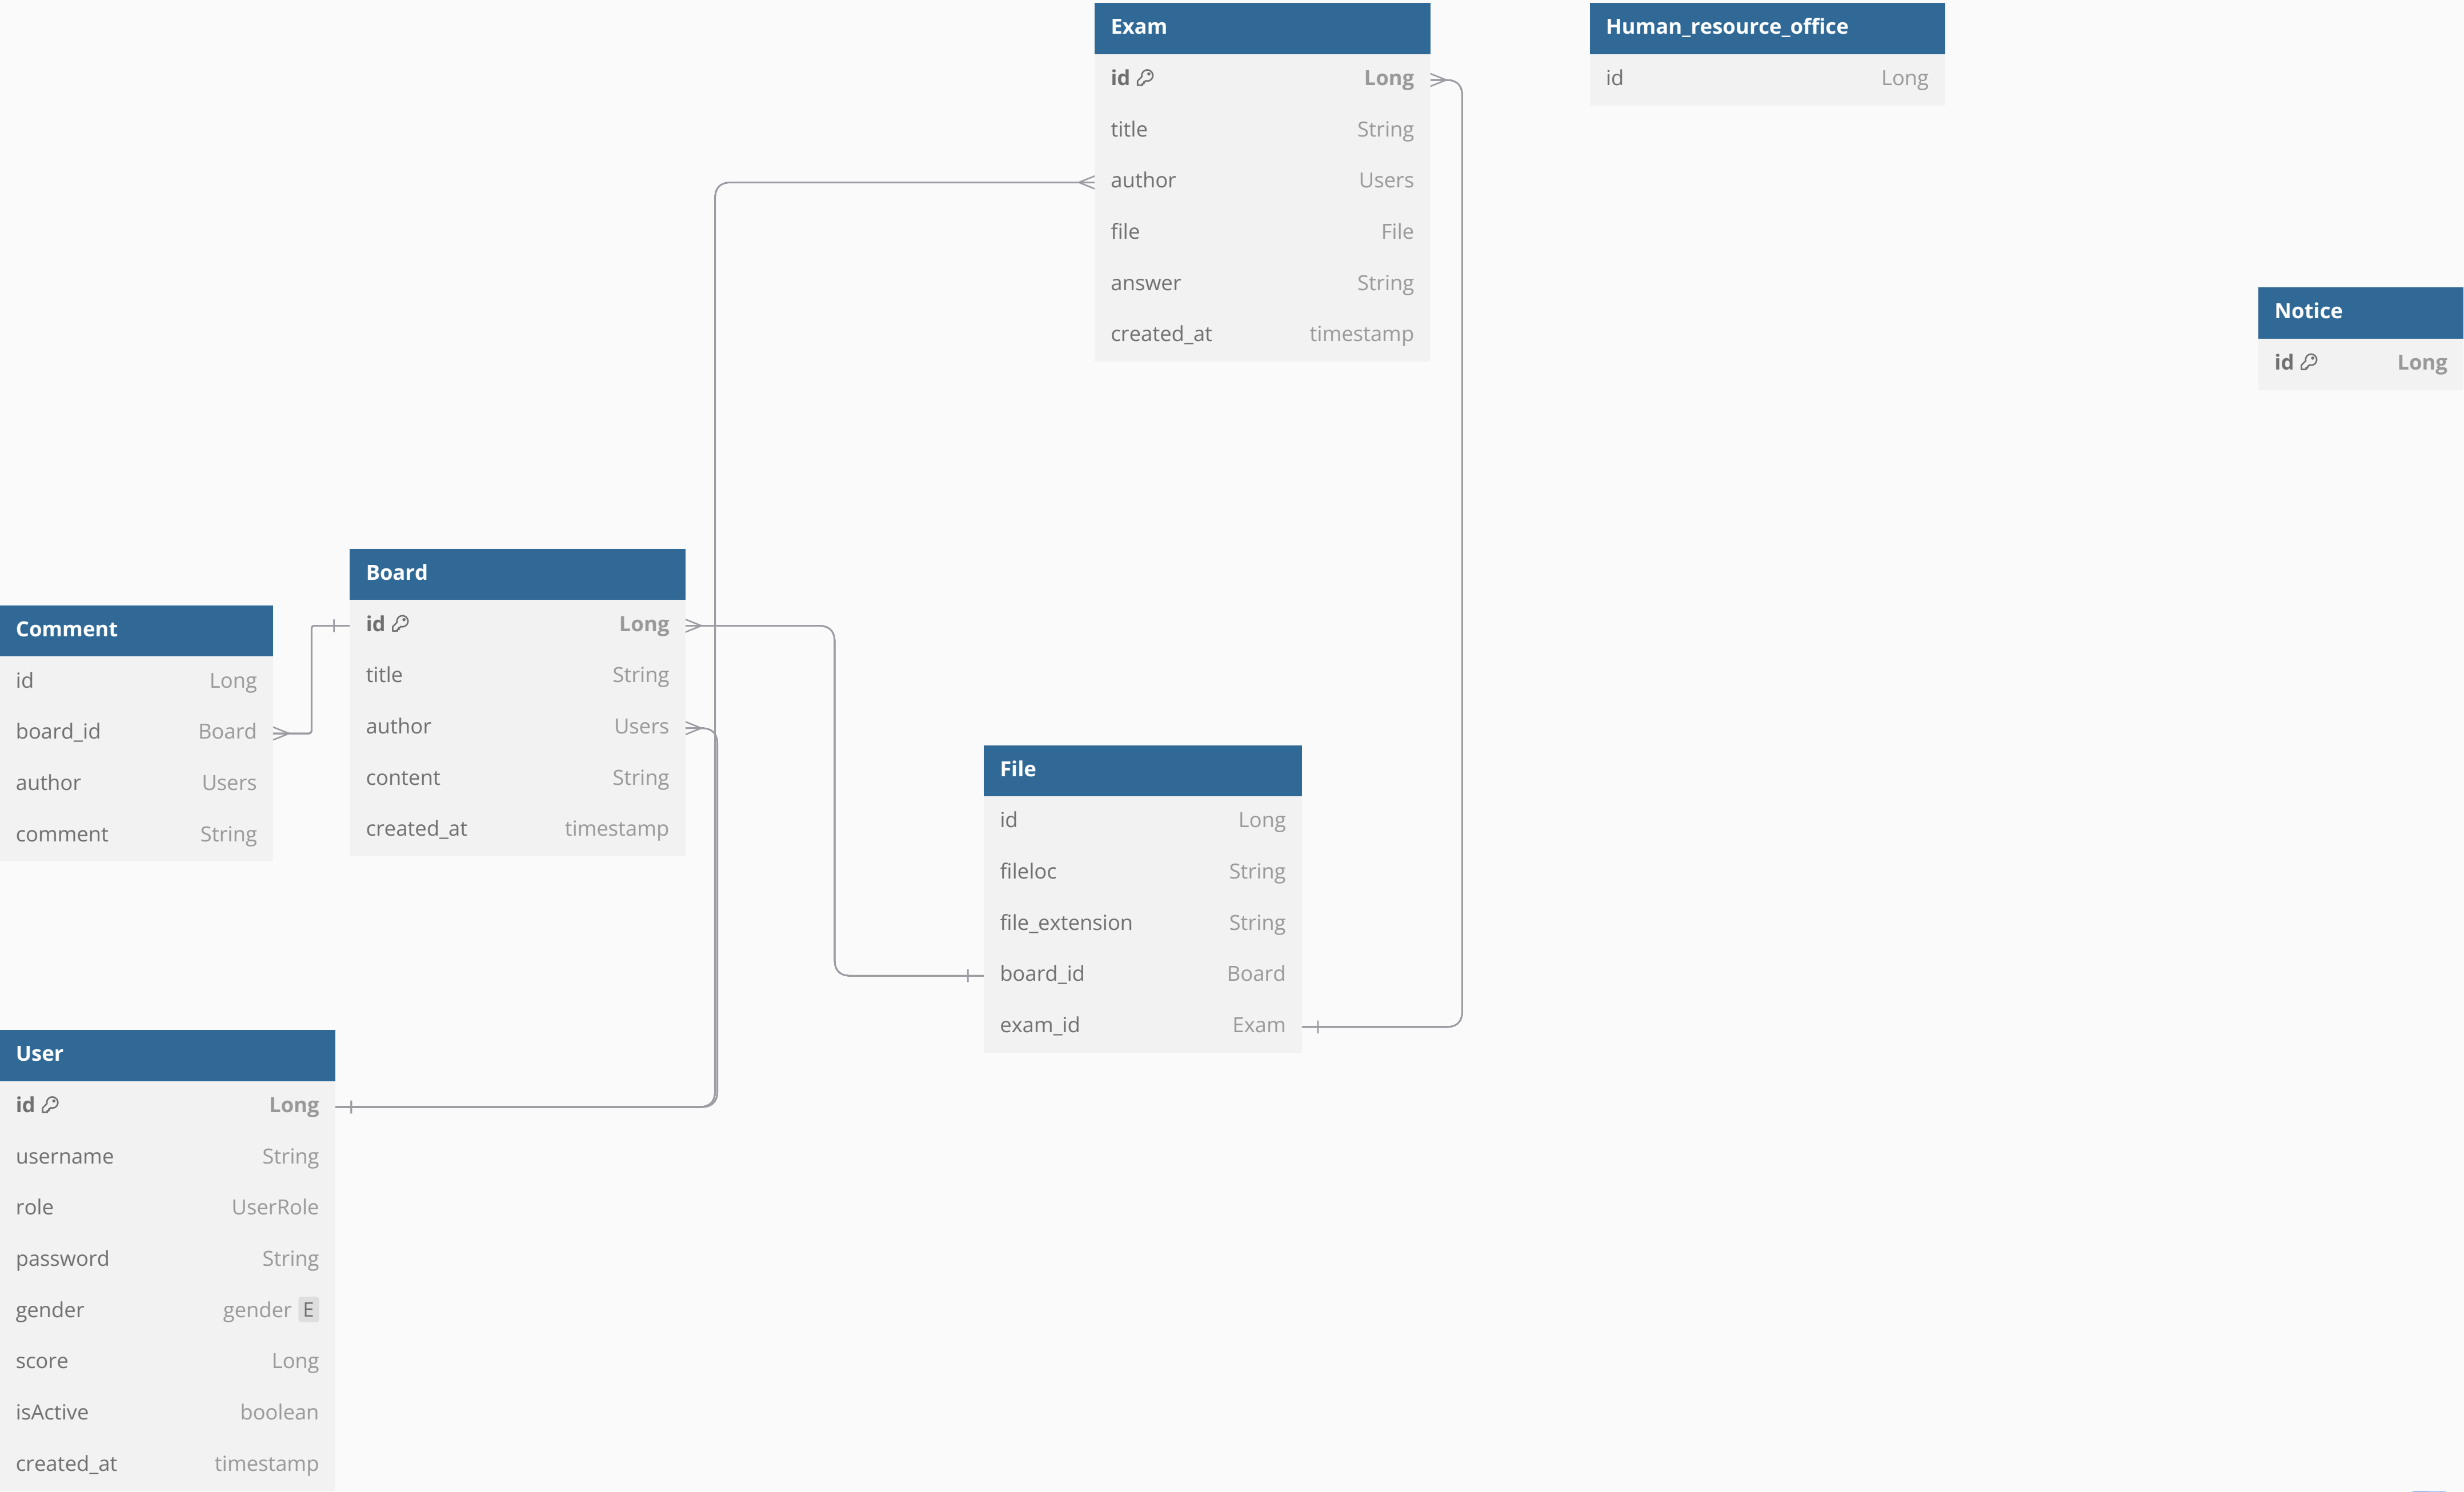 Exam
id Long
title String
author Users
file File
answer String
created_at timestamp
Human_resource_office
id Long
Notice
id Long
Board
id Long
title String
author Users
content String
created_at timestamp
Comment
id Long
board_id Board
author Users
comment String
File
id Long
fileloc String
file_extension String
board_id Board
exam_id Exam
User
id Long
username String
role UserRole
password String
gender gender E
score Long
isActive boolean
created_at timestamp